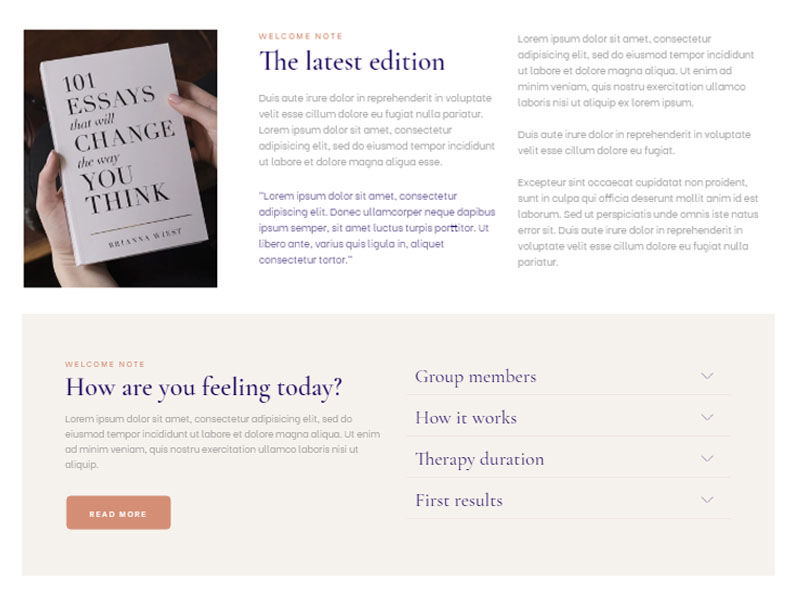 101
ESSAYS
that will
CHANGE
the way
YOU
THINK
BRIANNA WIEST
WELCOME NOTE
The latest edition
Duis aute irure dolor in reprehenderit in voluptate
velit esse cillum dolore eu fugiat nulla pariatur.
Lorem ipsum dolor sit amet, consectetur
adipisicing elit, sed do eiusmod tempor incididunt
ut labore et dolore magna aliqua esse.
"Lorem ipsum dolor sit amet, consectetur
adipiscing elit. Donec ullamcorper neque dapibus
ipsum semper, sit amet luctus turpis porttitor. Ut
libero ante, varius quis ligula in, aliquet
consectetur tortor."
Lorem ipsum dolor sit amet, consectetur
adipisicing elit, sed do eiusmod tempor incididunt
ut labore et dolore magna aliqua. Ut enim ad
minim veniam, quis nostru exercitation ullamco
laboris nisi ut aliquip ex lorem ipsum.
Duis aute irure dolor in reprehenderit in voluptate
velit esse cillum dolore eu fugiat.
Excepteur sint occaecat cupidatat non proident,
sunt in culpa qui officia deserunt mollit anim id est
laborum. Sed ut perspiciatis unde omnis iste natus
error sit. Duis aute irure dolor in reprehenderit in
voluptate velit esse cillum dolore eu fugiat nulla
pariatur.
WELCOME NOTE
How are you feeling today?
Lorem ipsum dolor sit amet, consectetur adipisicing elit, sed do
eiusmod tempor incididunt ut labore et dolore magna aliqua. Ut enim
ad minim veniam, quis nostru exercitation ullamco laboris nisi ut
aliquip.
READ MORE
Group members
How it works
Therapy duration
First results